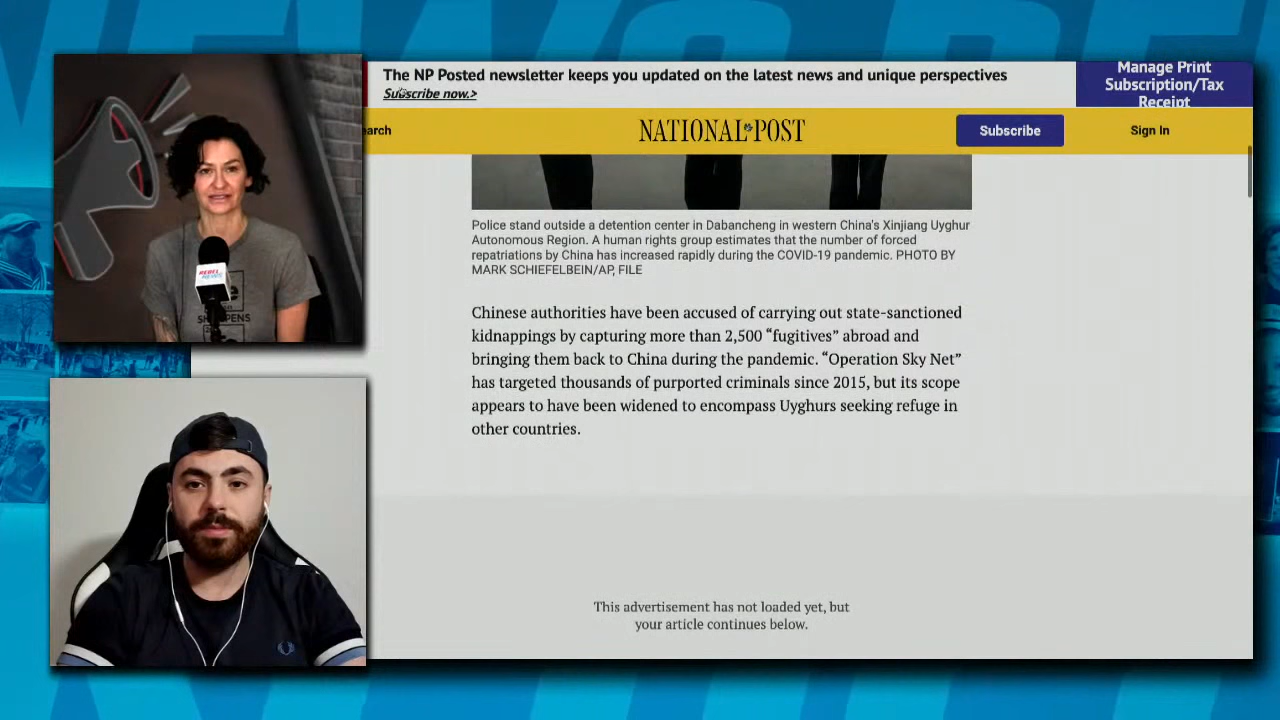 The NP Posted newsletter keeps you updated on the latest news and unique perspectives
Subscribe now.>
Manage Print
Subscription/Tax
Receipt
earch
NATIONAL POST
Subscribe
Sign In
Police stand outside a detention center in Dabancheng in western China's Xinjiang Uyghur
Autonomous Region. A human rights group estimates that the number of forced
repatriations by China has increased rapidly during the COVID-19 pandemic. PHOTO BY
MARK SCHIEFELBEIN/AP, FILE
Chinese authorities have been accused of carrying out state-sanctioned
kidnappings by capturing more than 2,500 “fugitives” abroad and
bringing them back to China during the pandemic. “Operation Sky Net”
has targeted thousands of purported criminals since 2015, but its scope
appears to have been widened to encompass Uyghurs seeking refuge in
other countries.
This advertisement has not loaded yet, but
your article continues below.
REBEL
NEWS